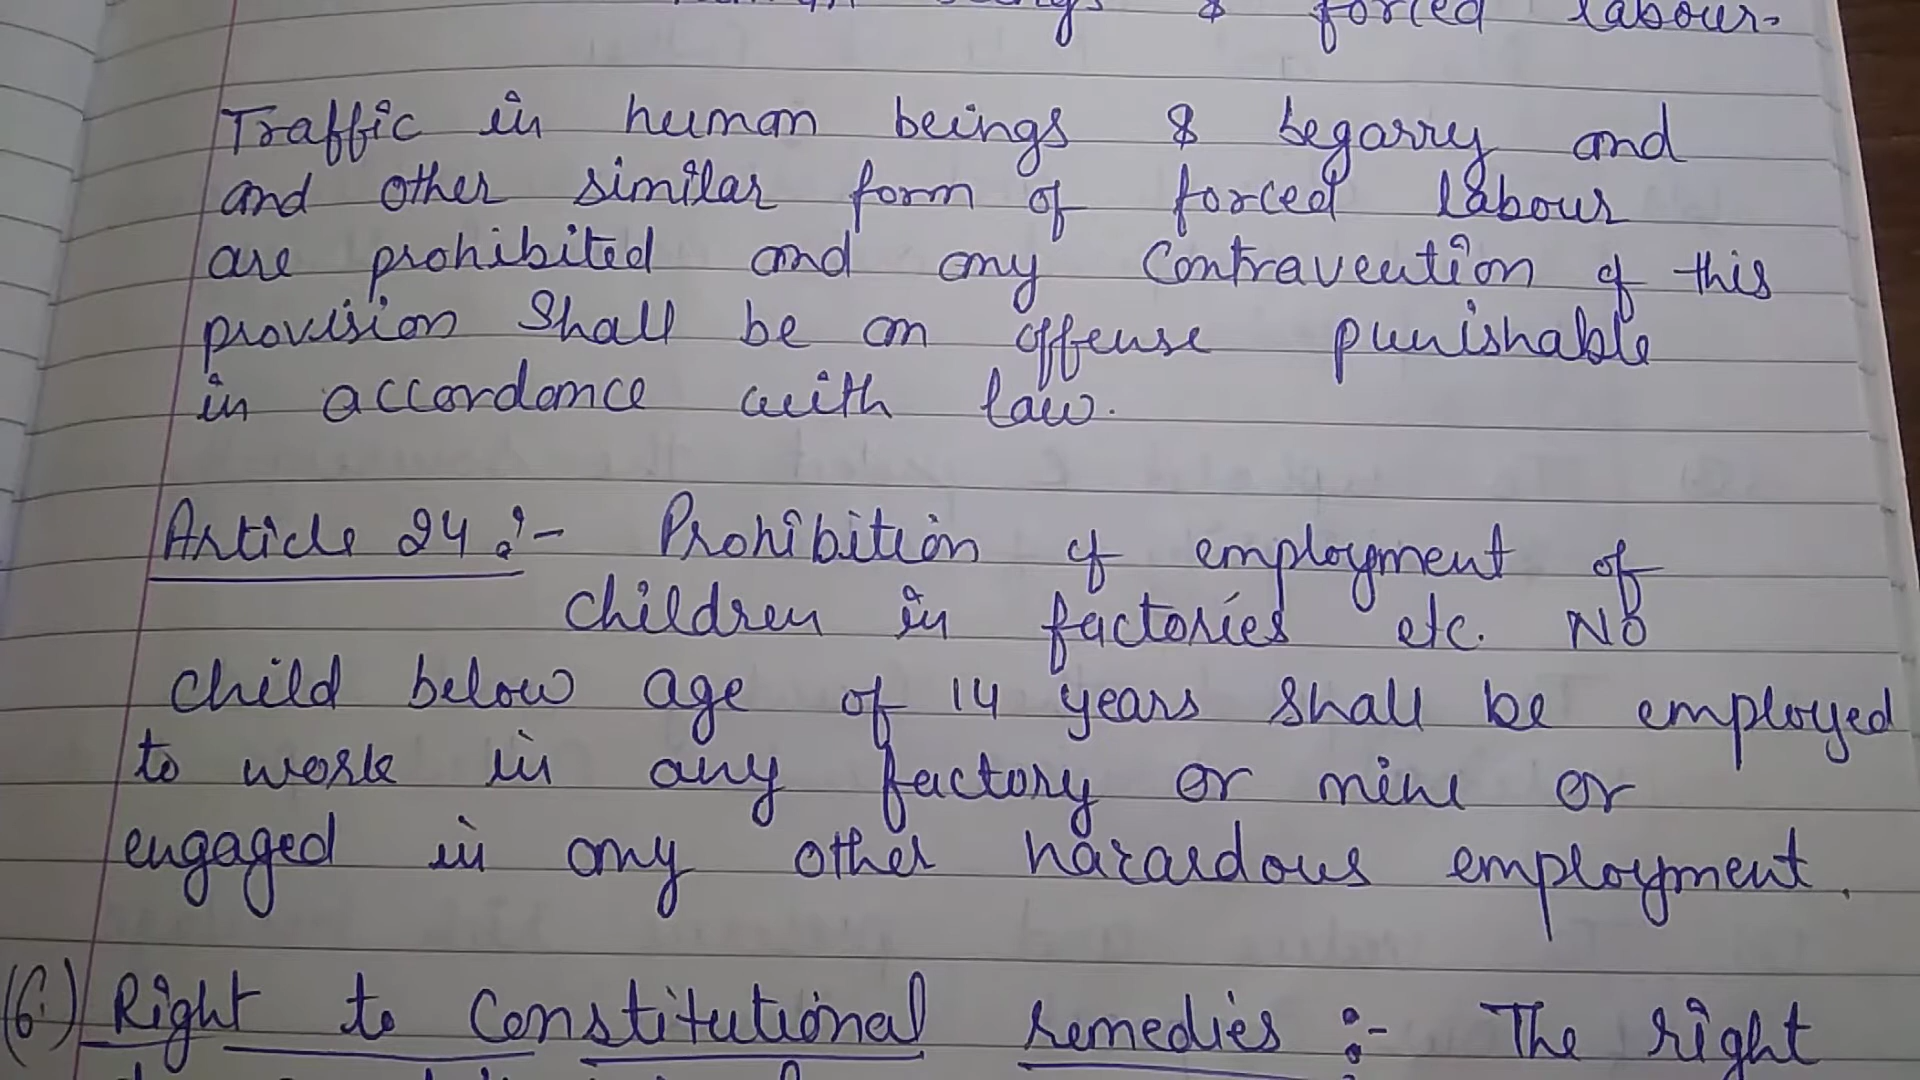 beings & forced labour.
Traffic in human beings & begarry and
and other similar form of forced labour
are prohibited and any Contravention of this
provision Shall be an offense punishable
in accordance with law.
Article 24 :- Prohibition of employment of
children in factories etc. No
child below age of 14 years shall be employed
to work in any factory or mine or
engaged in any other hazardous employment.
(6.) Right to Constitutional remedies :- The right